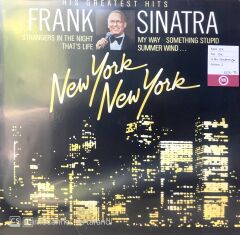 HIS GREATEST HITS
FRANK SINATRA
STRANGERS IN THE NIGHT
THAT'S LIFE
MY WAY · SOMETHING STUPID
SUMMER WIND...
New York
New York